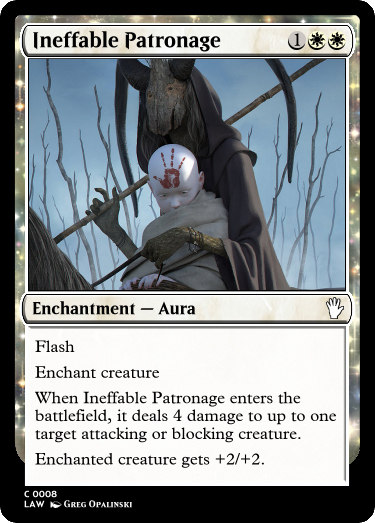 Ineffable Patronage 1
Enchantment — Aura
Flash
Enchant creature
When Ineffable Patronage enters the
battlefield, it deals 4 damage to up to one
target attacking or blocking creature.
Enchanted creature gets +2/+2.
C 0008
LAW Greg Opalinski